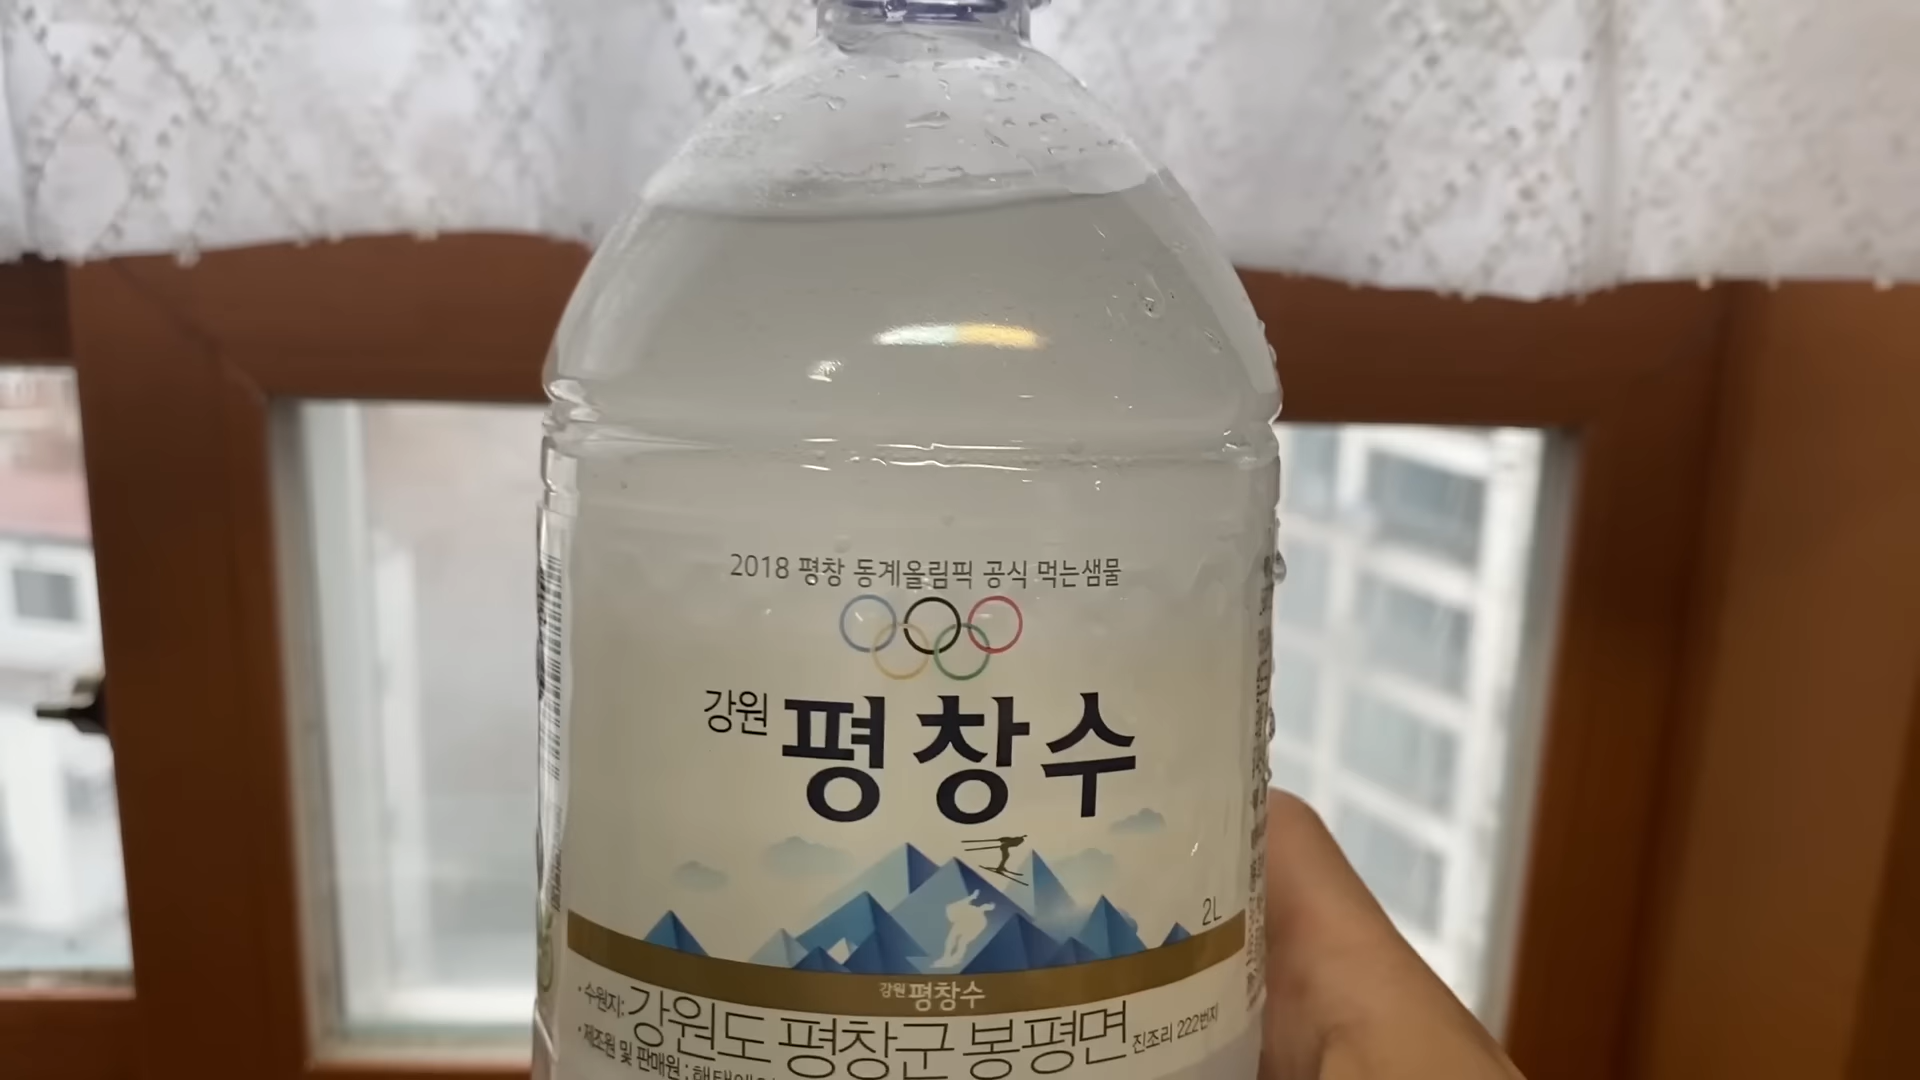 2018 평창 동계올림픽 공식 먹는샘물
강원 평창수
2L
강원평창수
· 수원지: 강원도 평창군 봉평면 진조리 222번지
· 제조원 및 판매원 :